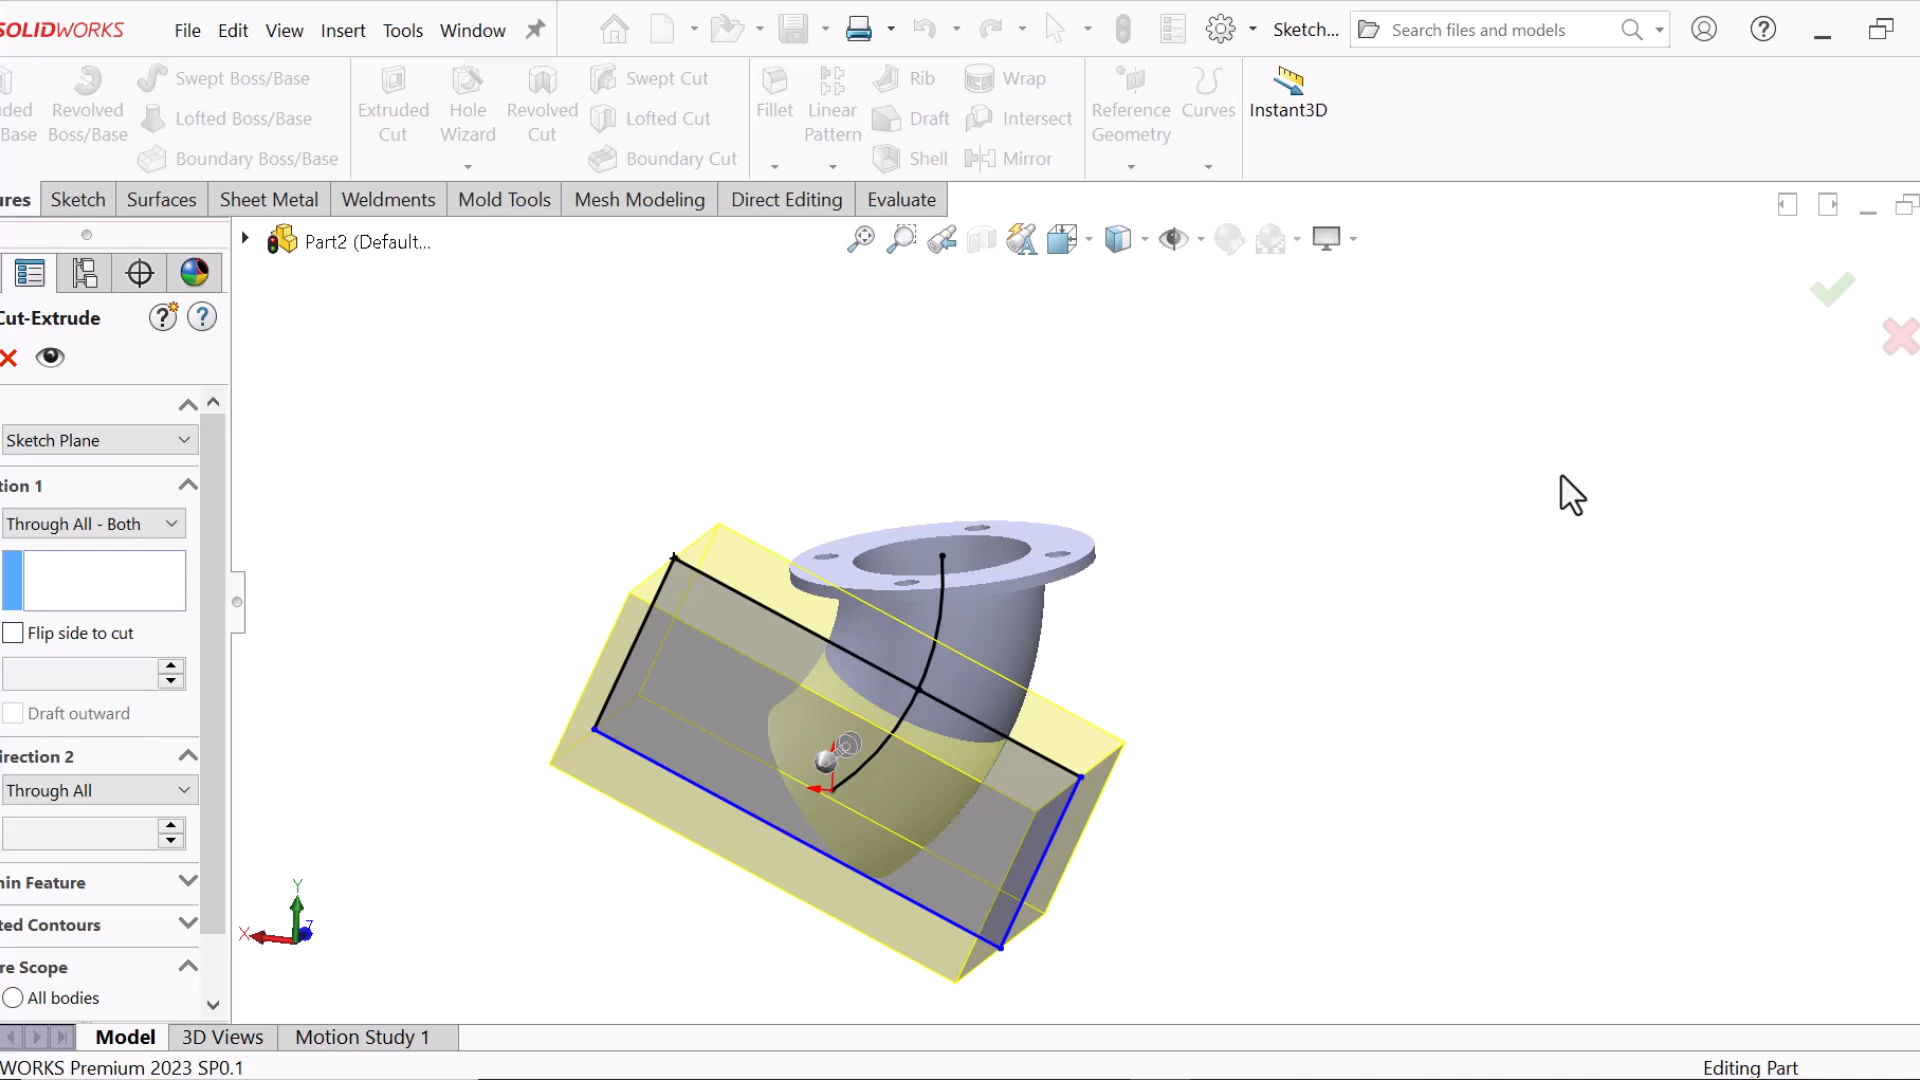 SOLIDWORKS File Edit View Insert Tools Window Sketch... Search files and models
Swept Boss/Base
Lofted Boss/Base
Boundary Boss/Base
ded
Base
Revolved
Boss/Base
Extruded
Cut
Hole
Wizard
Revolved
Cut
Swept Cut
Lofted Cut
Boundary Cut
Fillet
Linear
Pattern
Rib
Draft
Shell
Wrap
Intersect
Mirror
Reference
Geometry
Curves
Instant3D
ures Sketch Surfaces Sheet Metal Weldments Mold Tools Mesh Modeling Direct Editing Evaluate
Part2 (Default...
Cut-Extrude
Sketch Plane
tion 1
Through All - Both
Flip side to cut
Draft outward
irection 2
Through All
in Feature
ted Contours
re Scope
All bodies
Y
X
Z
Model 3D Views Motion Study 1
WORKS Premium 2023 SP0.1
Editing Part